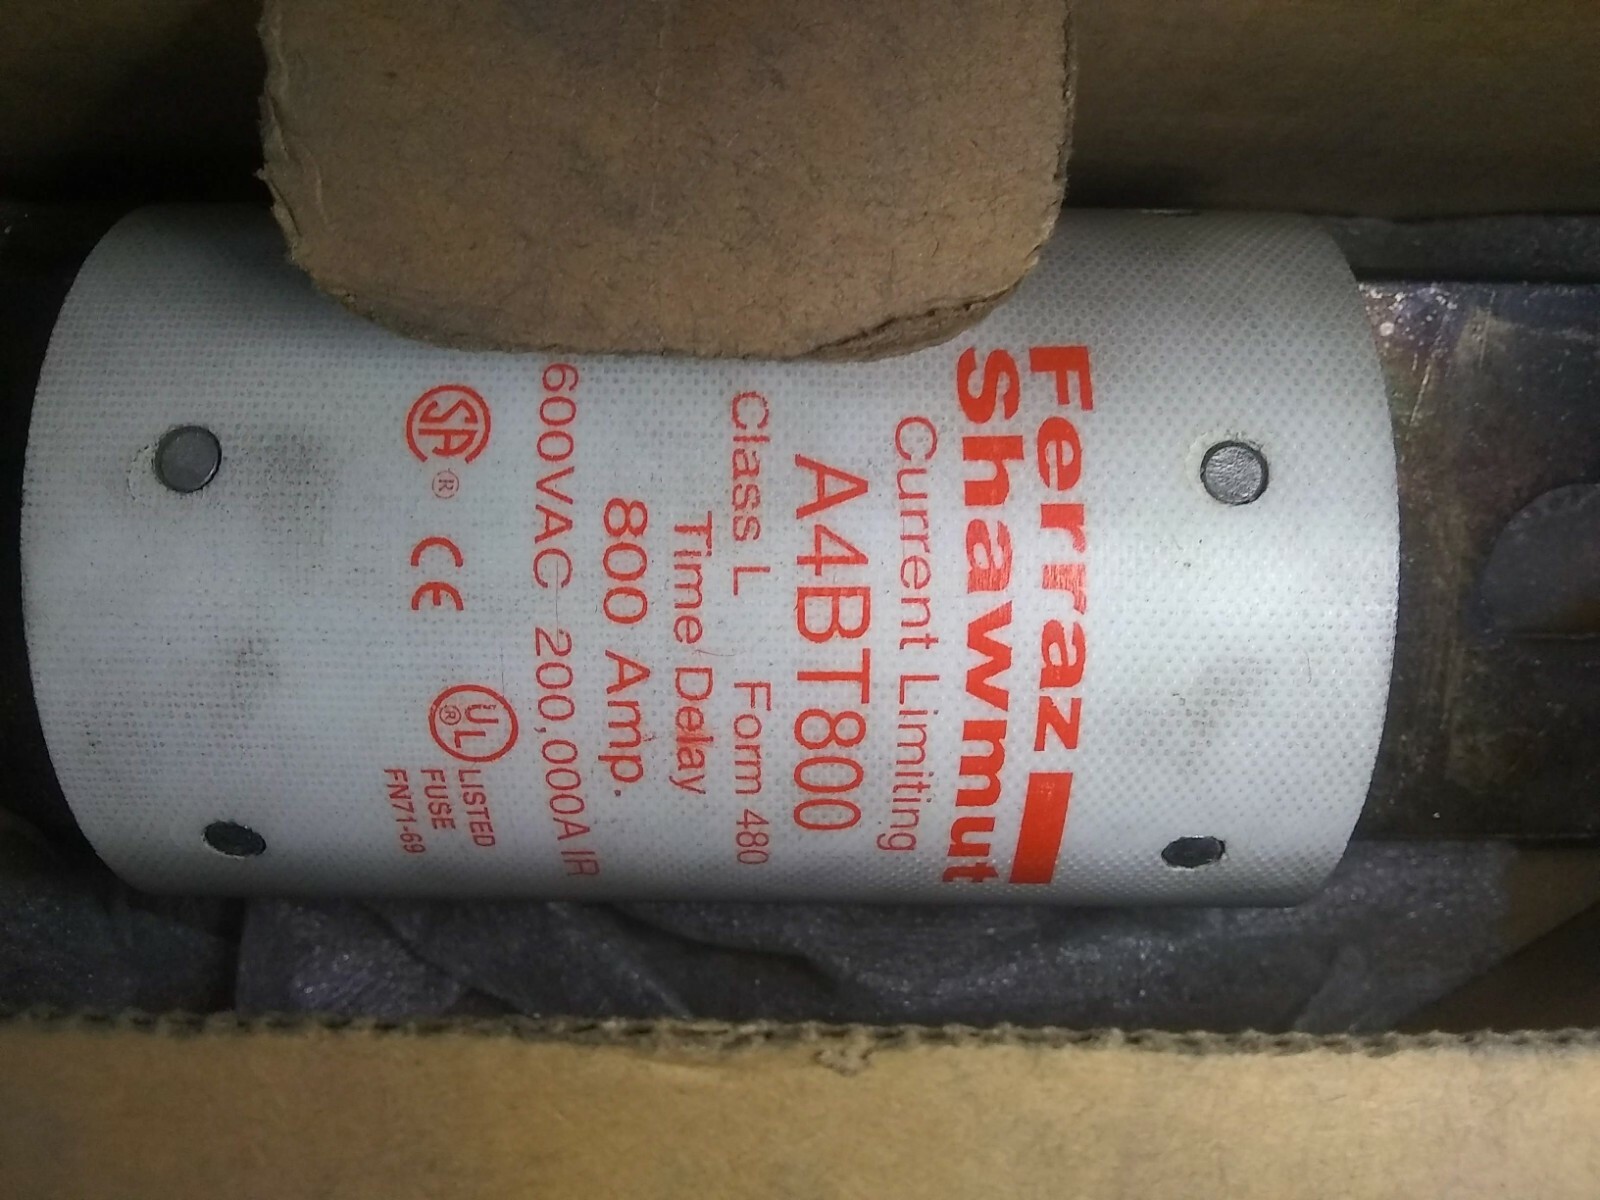 Ferraz
Shawmut
Current Limiting
A4BT800
Class L Form 480
Time Delay
800 Amp.
600VAC 200,000A IR
SA ® CE UL ® LISTED
FUSE
FN71-69